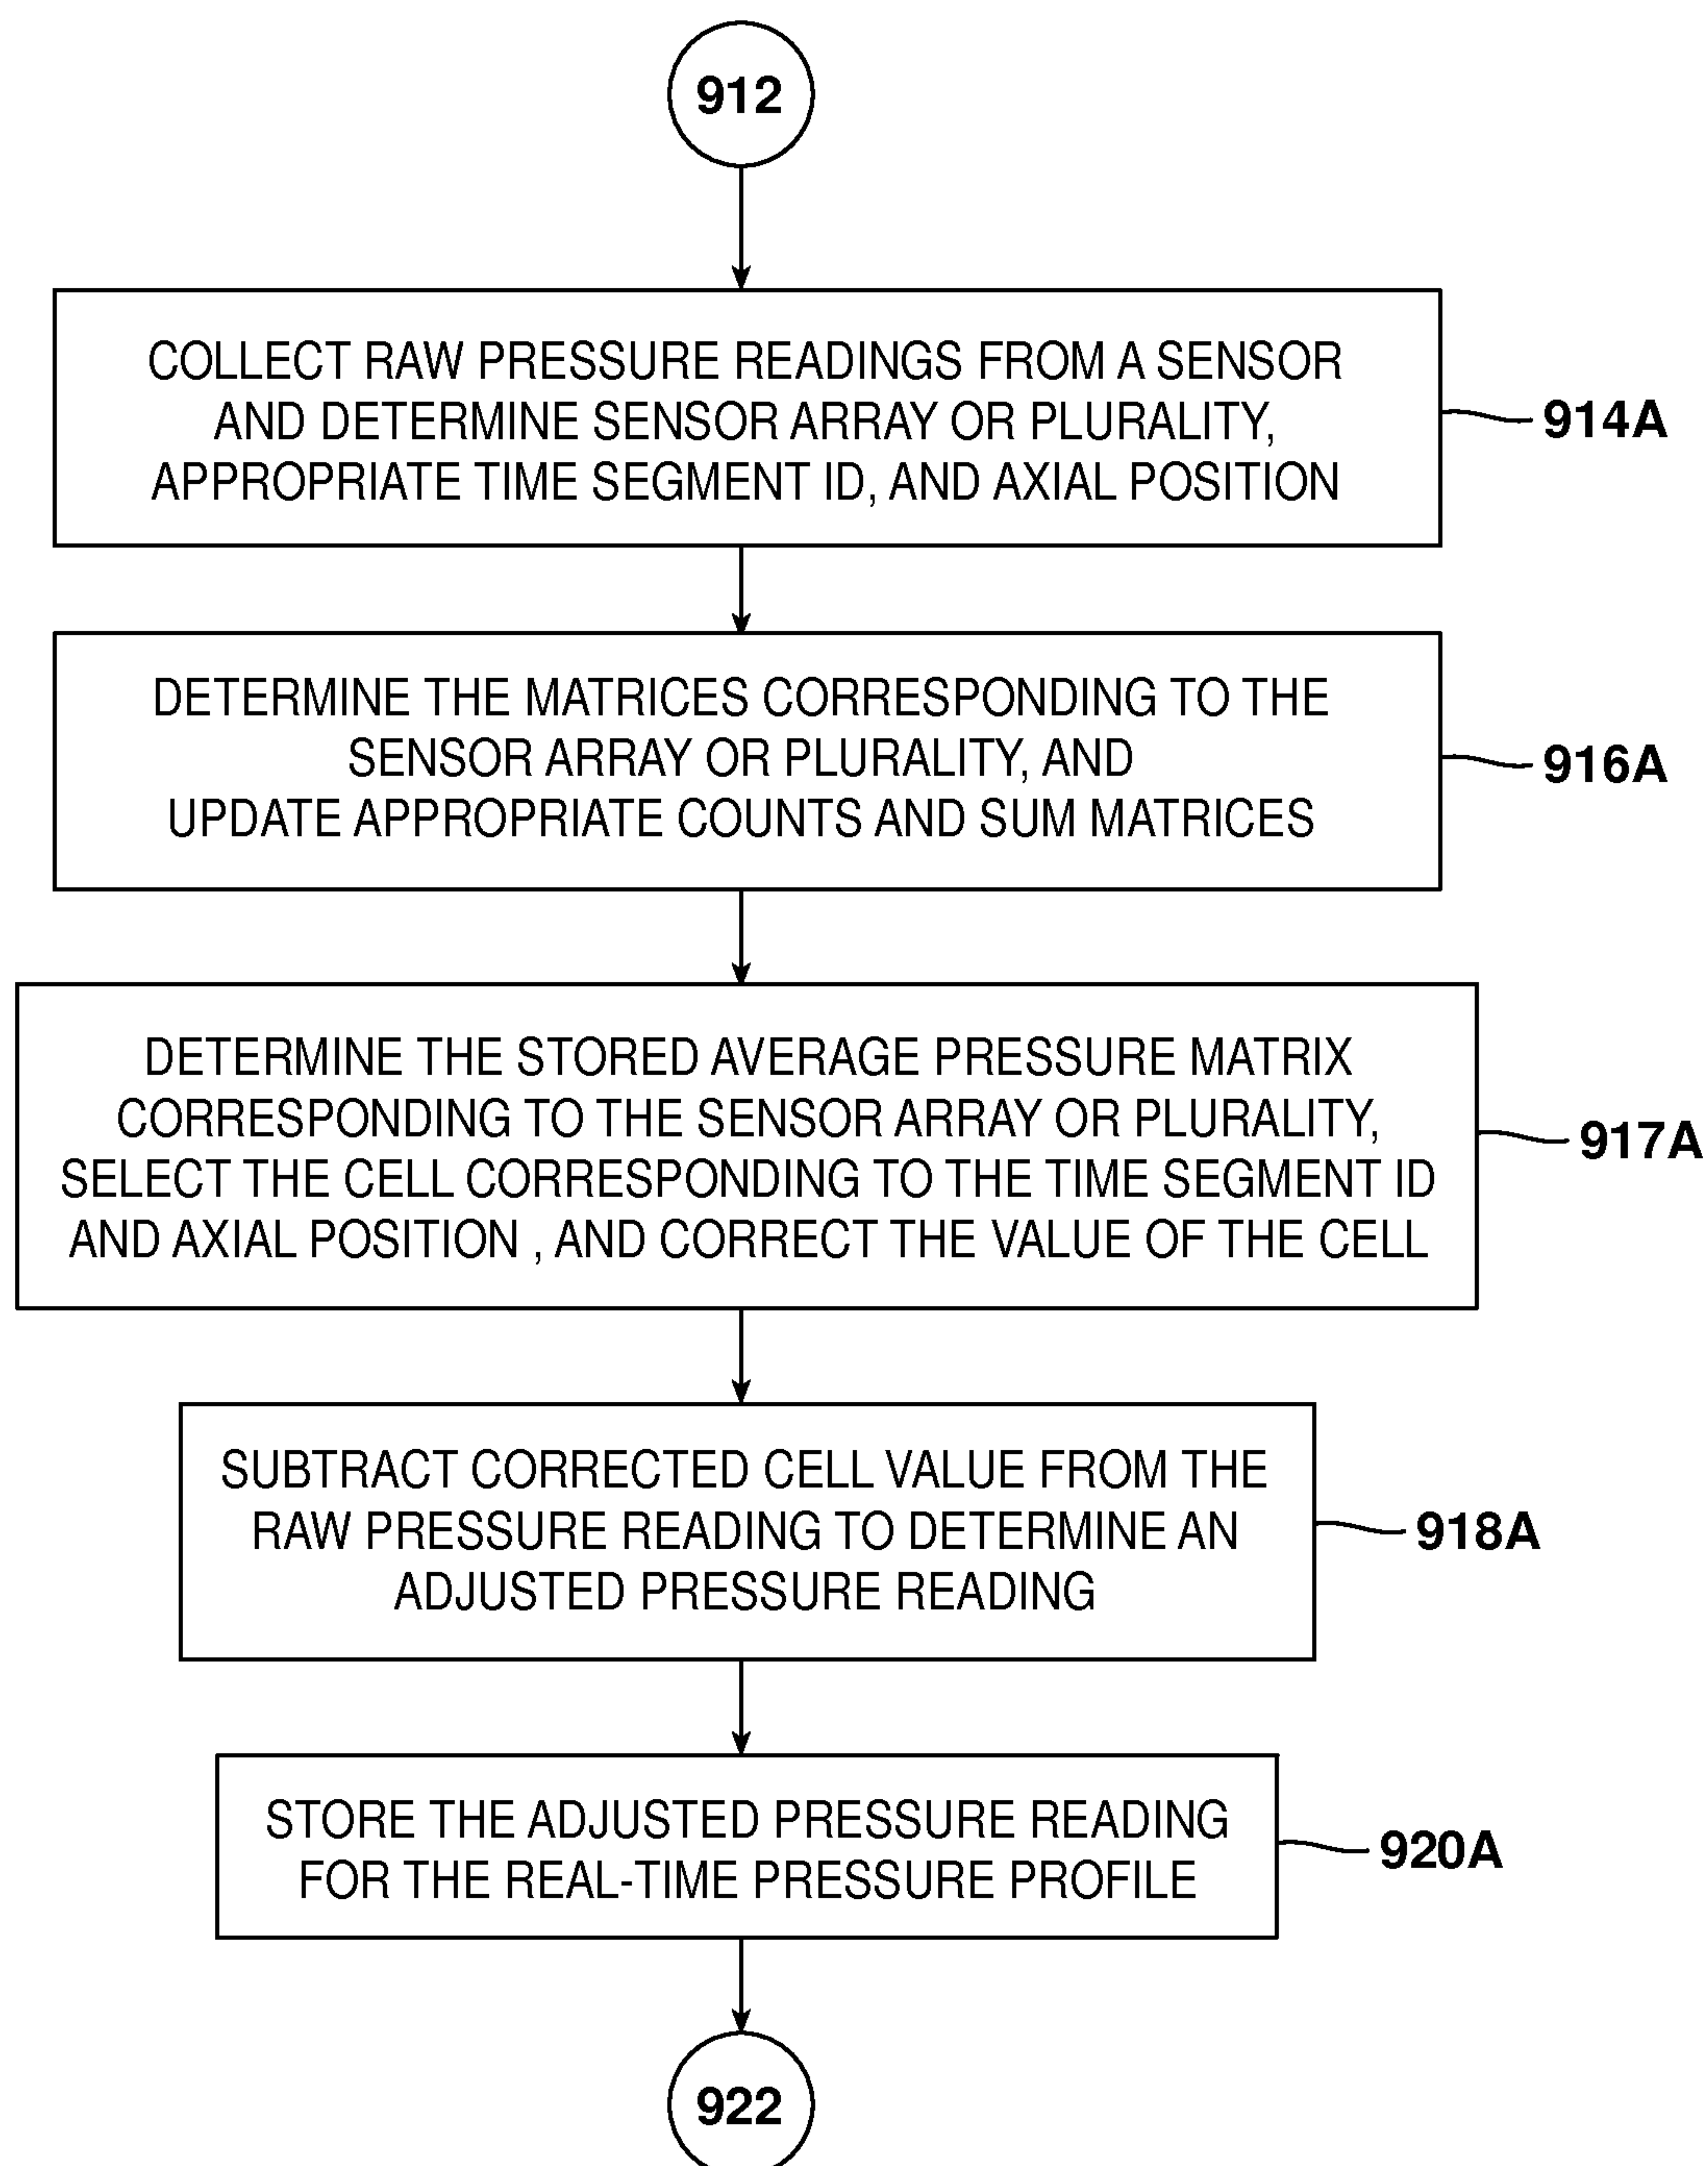 912
COLLECT RAW PRESSURE READINGS FROM A SENSOR
AND DETERMINE SENSOR ARRAY OR PLURALITY,
APPROPRIATE TIME SEGMENT ID, AND AXIAL POSITION
914A
DETERMINE THE MATRICES CORRESPONDING TO THE
SENSOR ARRAY OR PLURALITY, AND
UPDATE APPROPRIATE COUNTS AND SUM MATRICES
916A
DETERMINE THE STORED AVERAGE PRESSURE MATRIX
CORRESPONDING TO THE SENSOR ARRAY OR PLURALITY,
SELECT THE CELL CORRESPONDING TO THE TIME SEGMENT ID
AND AXIAL POSITION , AND CORRECT THE VALUE OF THE CELL
917A
SUBTRACT CORRECTED CELL VALUE FROM THE
RAW PRESSURE READING TO DETERMINE AN
ADJUSTED PRESSURE READING
918A
STORE THE ADJUSTED PRESSURE READING
FOR THE REAL-TIME PRESSURE PROFILE
920A
922